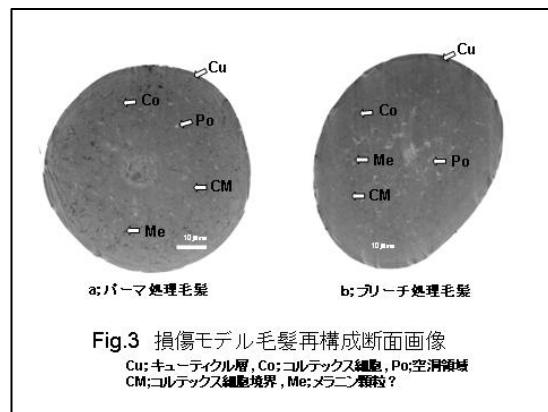 Cu
Co
Po
CM
Me
10 μm
a; パーマ処理毛髪
Cu
Co
Me
Po
CM
10 μm
b; ブリーチ処理毛髪
Fig.3 損傷モデル毛髪再構成断面画像
Cu; キューティクル層 , Co; コルテックス細胞 , Po; 空洞領域
CM;コルテックス細胞境界 , Me; メラニン顆粒？